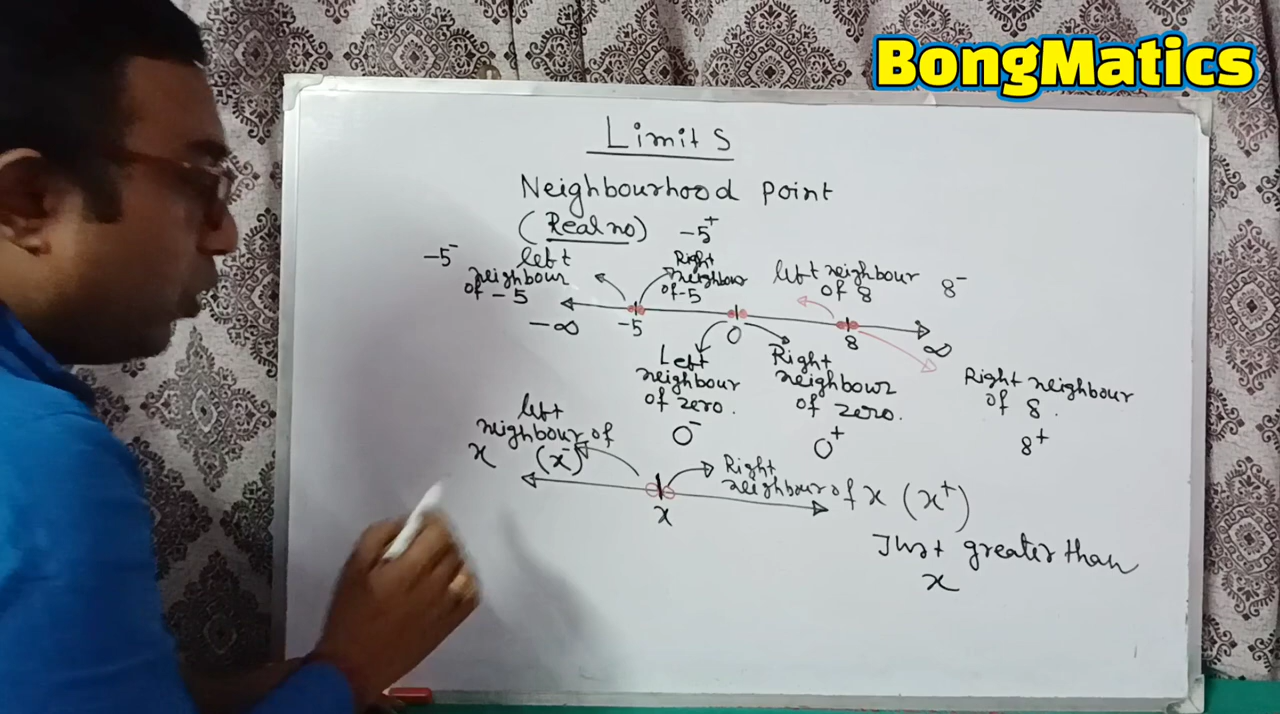 BongMatics
Limits
Neighbourhood Point
(Real no)
-5⁺
-5⁻
left
neighbour
of -5
Right
neighbour
of -5
left neighbour
of 8
8⁻
-∞
-5
0
8
∞
Left
neighbour
of zero.
0⁻
Right
neighbour
of zero.
0⁺
Right neighbour
of 8.
8⁺
left
neighbour of
x (x⁻)
Right
neighbour of x (x⁺)
x
Just greater than
x